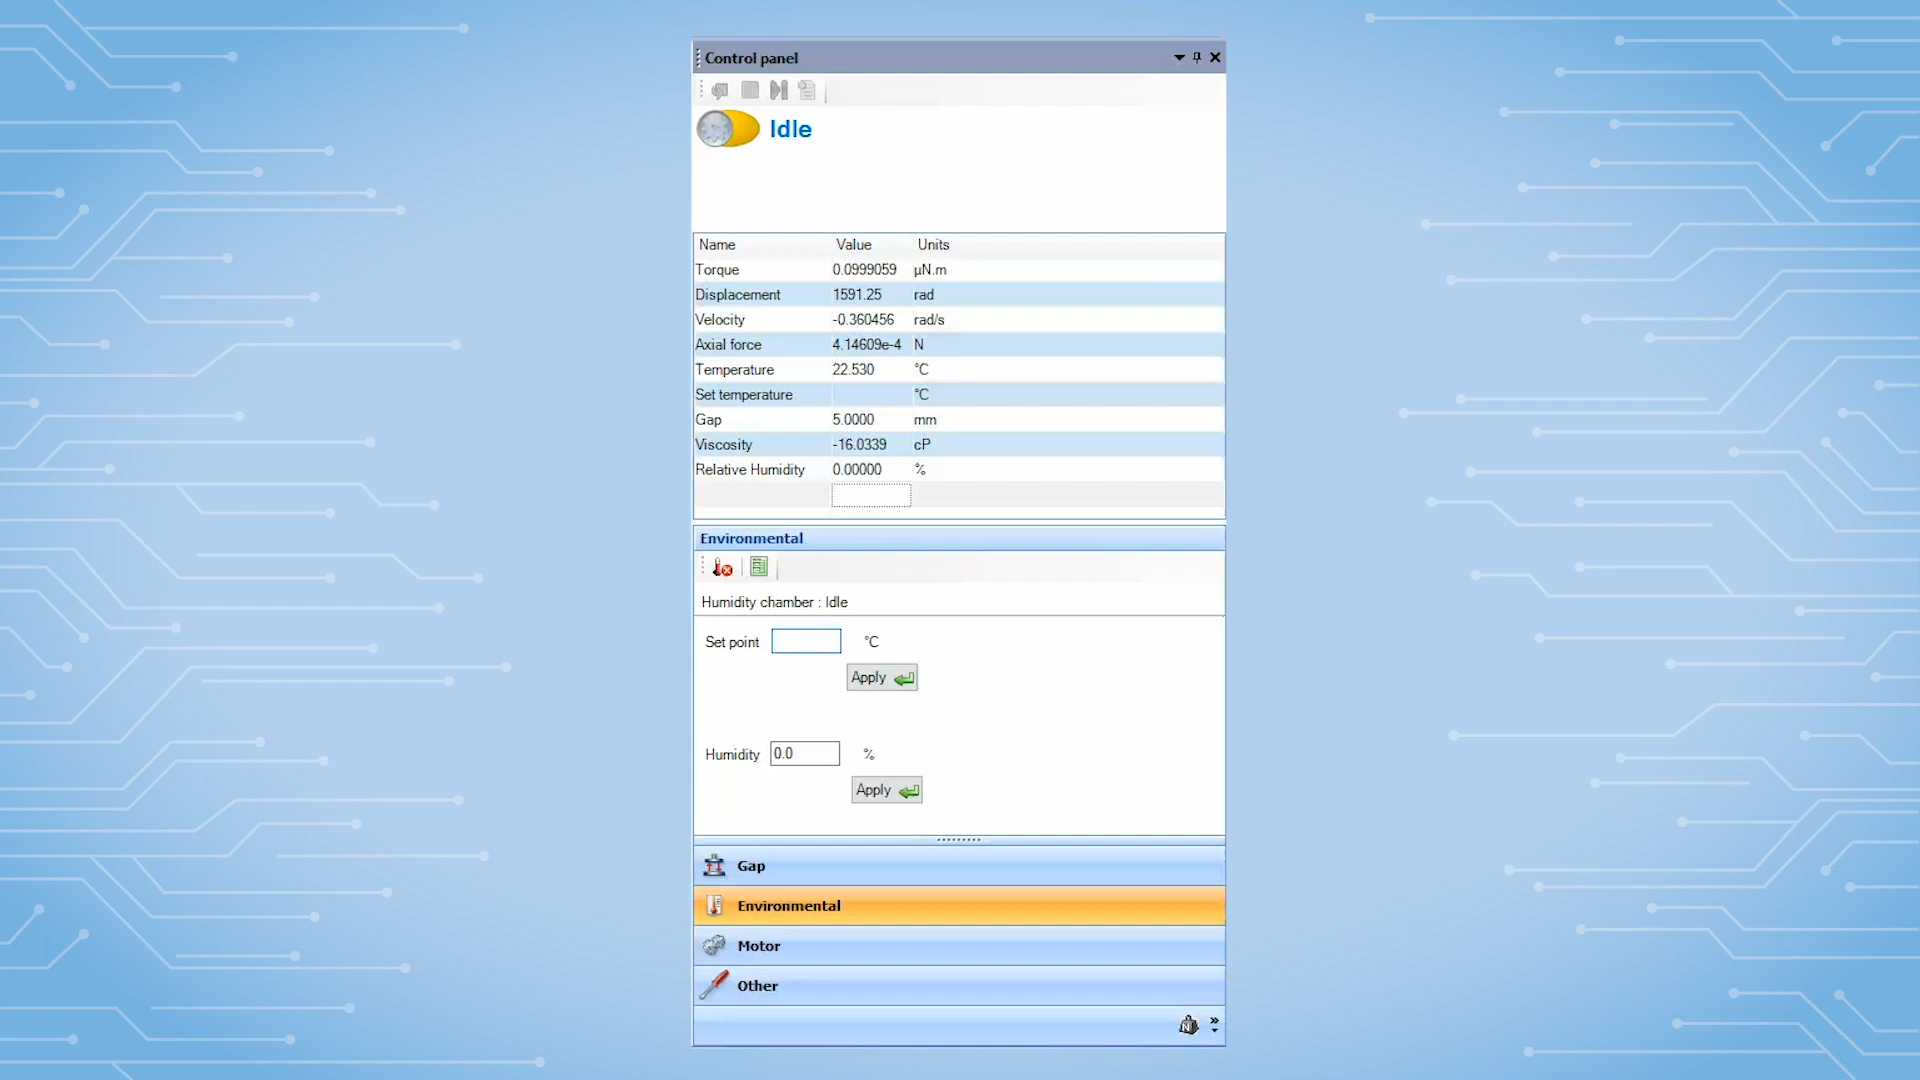 Control panel
Idle
Name Value Units
Torque 0.0999059 µN.m
Displacement 1591.25 rad
Velocity -0.360456 rad/s
Axial force 4.14609e-4 N
Temperature 22.530 °C
Set temperature °C
Gap 5.0000 mm
Viscosity -16.0339 cP
Relative Humidity 0.00000 %
Environmental
Humidity chamber : Idle
Set point °C
Apply
Humidity 0.0 %
Apply
Gap
Environmental
Motor
Other
N